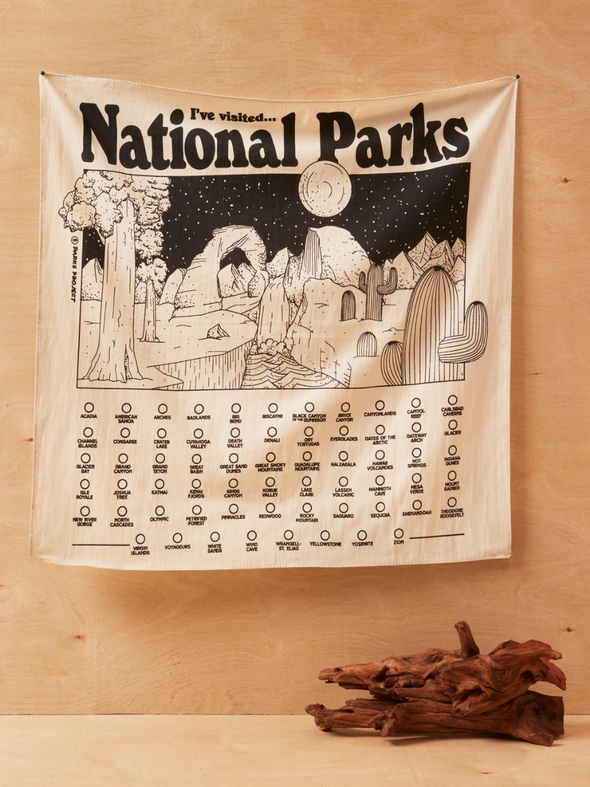 I've visited...
National Parks
® PARKS PROJECT
ACADIA
AMERICAN
SAMOA
ARCHES
BADLANDS
BIG
BEND
BISCAYNE
BLACK CANYON
OF THE GUNNISON
BRYCE
CANYON
CANYONLANDS
CAPITOL
REEF
CARLSBAD
CAVERNS
CHANNEL
ISLANDS
CONGAREE
CRATER
LAKE
CUYAHOGA
VALLEY
DEATH
VALLEY
DENALI
DRY
TORTUGAS
EVERGLADES
GATES OF THE
ARCTIC
GATEWAY
ARCH
GLACIER
GLACIER
BAY
GRAND
CANYON
GRAND
TETON
GREAT
BASIN
GREAT SAND
DUNES
GREAT SMOKY
MOUNTAINS
GUADALUPE
MOUNTAINS
HALEAKALA
HAWAII
VOLCANOES
HOT
SPRINGS
INDIANA
DUNES
ISLE
ROYALE
JOSHUA
TREE
KATMAI
KENAI
FJORDS
KINGS
CANYON
KOBUK
VALLEY
LAKE
CLARK
LASSEN
VOLCANIC
MAMMOTH
CAVE
MESA
VERDE
MOUNT
RAINIER
NEW RIVER
GORGE
NORTH
CASCADES
OLYMPIC
PETRIFIED
FOREST
PINNACLES
REDWOOD
ROCKY
MOUNTAIN
SAGUARO
SEQUOIA
SHENANDOAH
THEODORE
ROOSEVELT
VIRGIN
ISLANDS
VOYAGEURS
WHITE
SANDS
WIND
CAVE
WRANGELL-
ST. ELIAS
YELLOWSTONE
YOSEMITE
ZION